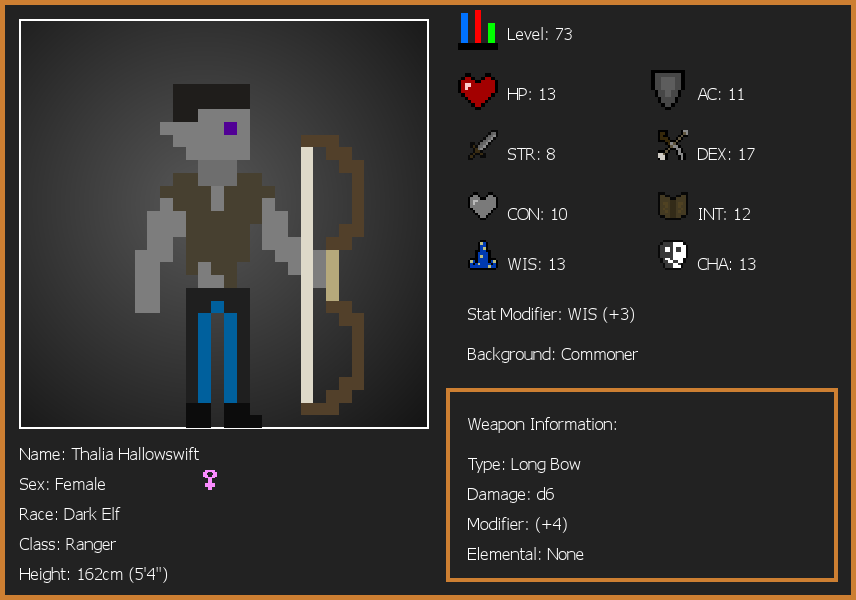 Level: 73
HP: 13
AC: 11
STR: 8
DEX: 17
CON: 10
INT: 12
WIS: 13
CHA: 13
Stat Modifier: WIS (+3)
Background: Commoner
Weapon Information:
Type: Long Bow
Damage: d6
Modifier: (+4)
Elemental: None
Name: Thalia Hallowswift
Sex: Female
Race: Dark Elf
Class: Ranger
Height: 162cm (5'4")